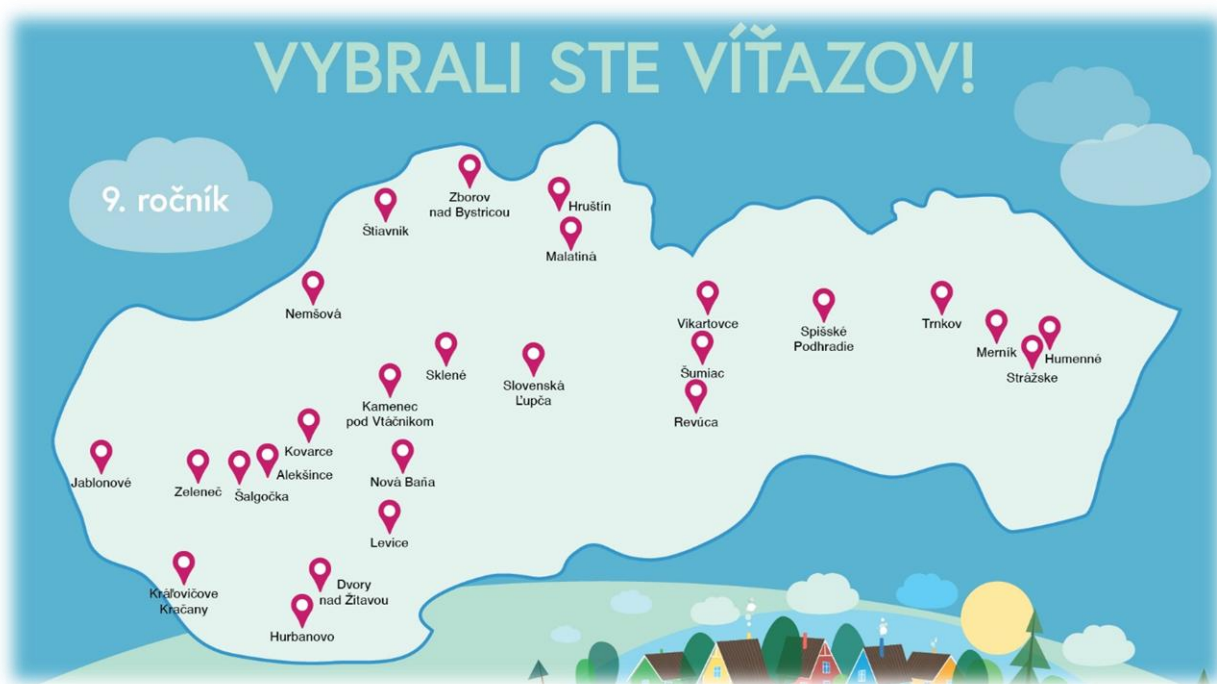 VYBRALI STE VÍŤAZOV!
9. ročník
Zborov
nad Bystricou
Hruštín
Štiavnik
Malatiná
Nemšová
Vikartovce
Spišské
Podhradie
Trnkov
Merník
Humenné
Strážske
Sklené
Slovenská
Ľupča
Šumiac
Kamenec
pod Vtáčnikom
Revúca
Kovarce
Jablonové
Zeleneč
Šalgočka
Alekšince
Nová Baňa
Levice
Kráľovičove
Kračany
Dvory
nad Žitavou
Hurbanovo